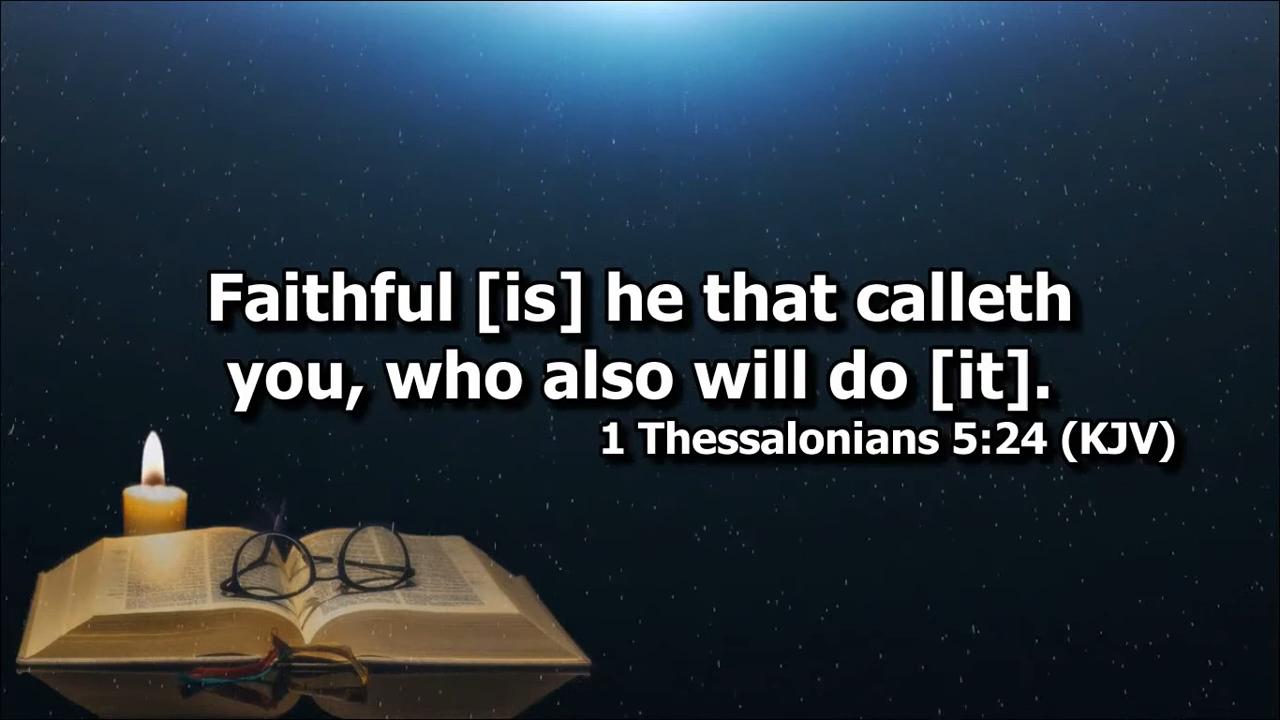 Faithful [is] he that calleth
you, who also will do [it].
1 Thessalonians 5:24 (KJV)